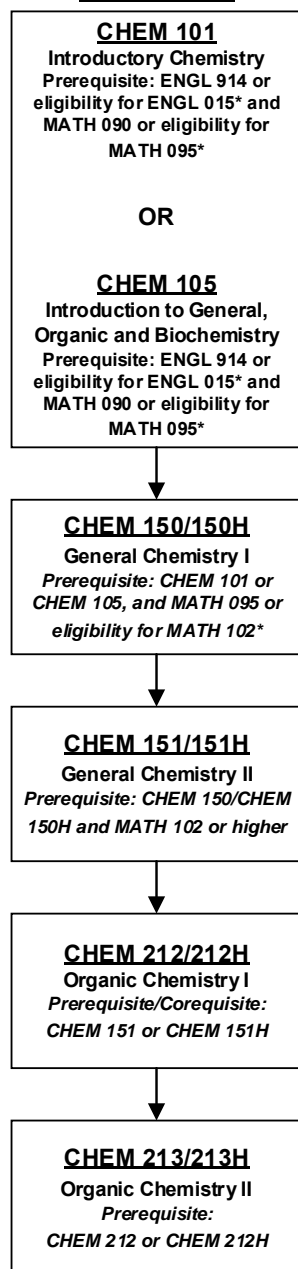 CHEM 101
Introductory Chemistry
Prerequisite: ENGL 914 or
eligibility for ENGL 015* and
MATH 090 or eligibility for
MATH 095*
OR
CHEM 105
Introduction to General,
Organic and Biochemistry
Prerequisite: ENGL 914 or
eligibility for ENGL 015* and
MATH 090 or eligibility for
MATH 095*
CHEM 150/150H
General Chemistry I
Prerequisite: CHEM 101 or
CHEM 105, and MATH 095 or
eligibility for MATH 102*
CHEM 151/151H
General Chemistry II
Prerequisite: CHEM 150/CHEM
150H and MATH 102 or higher
CHEM 212/212H
Organic Chemistry I
Prerequisite/Corequisite:
CHEM 151 or CHEM 151H
CHEM 213/213H
Organic Chemistry II
Prerequisite:
CHEM 212 or CHEM 212H